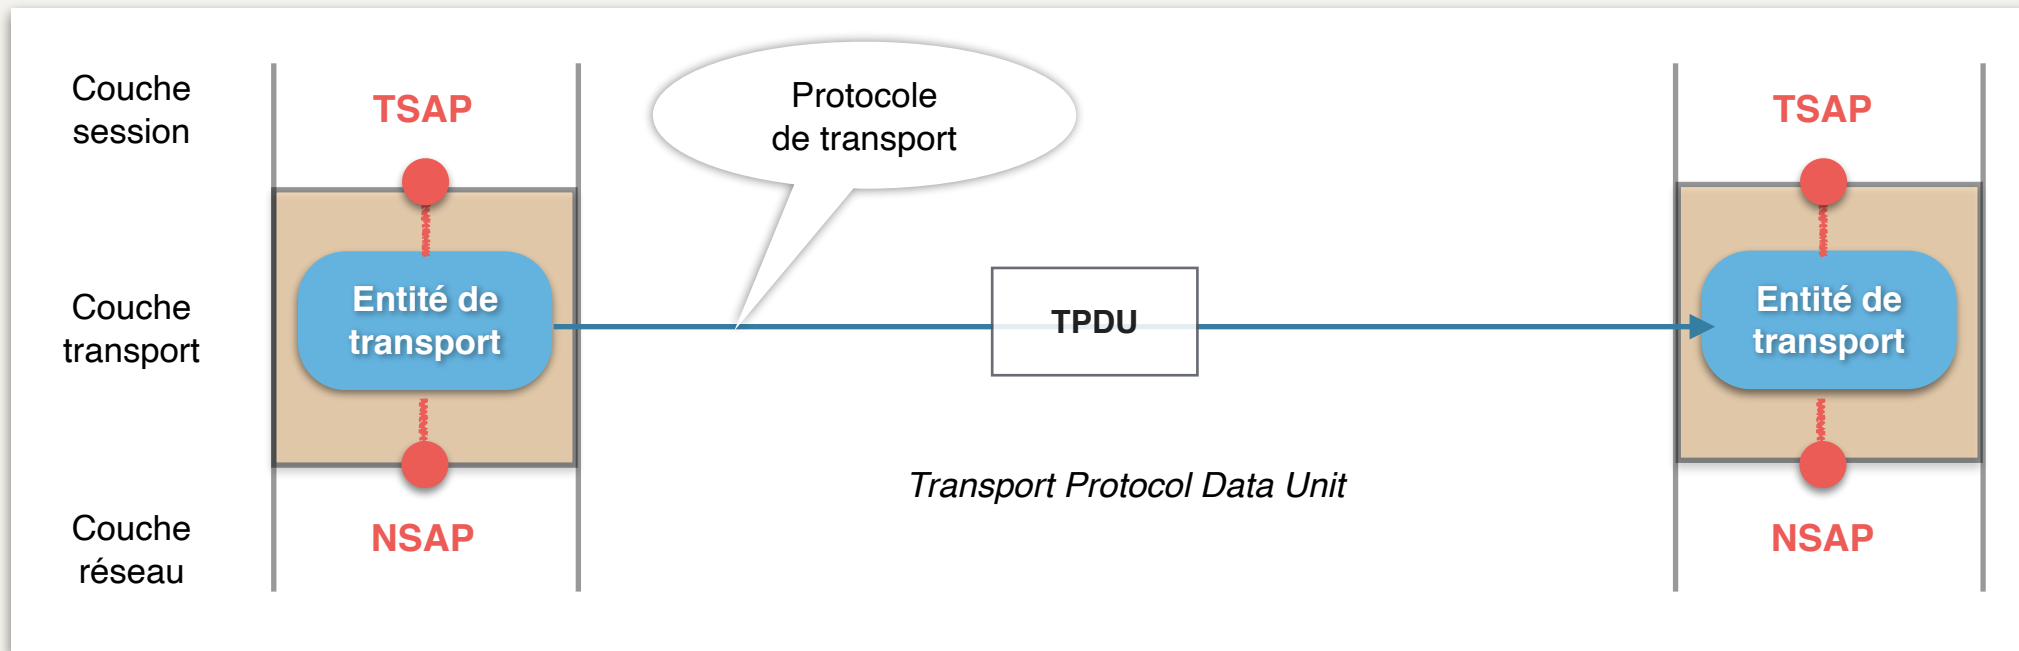 Couche
session
TSAP
Protocole
de transport
TSAP
Couche
transport
Entité de
transport
TPDU
Entité de
transport
Transport Protocol Data Unit
Couche
réseau
NSAP
NSAP